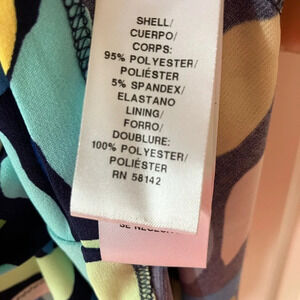 SHELL/
CUERPO/
CORPS:
95% POLYESTER/
POLIÉSTER
5% SPANDEX/
ELASTANO
LINING/
FORRO/
DOUBLURE:
100% POLYESTER/
POLIÉSTER
RN 58142